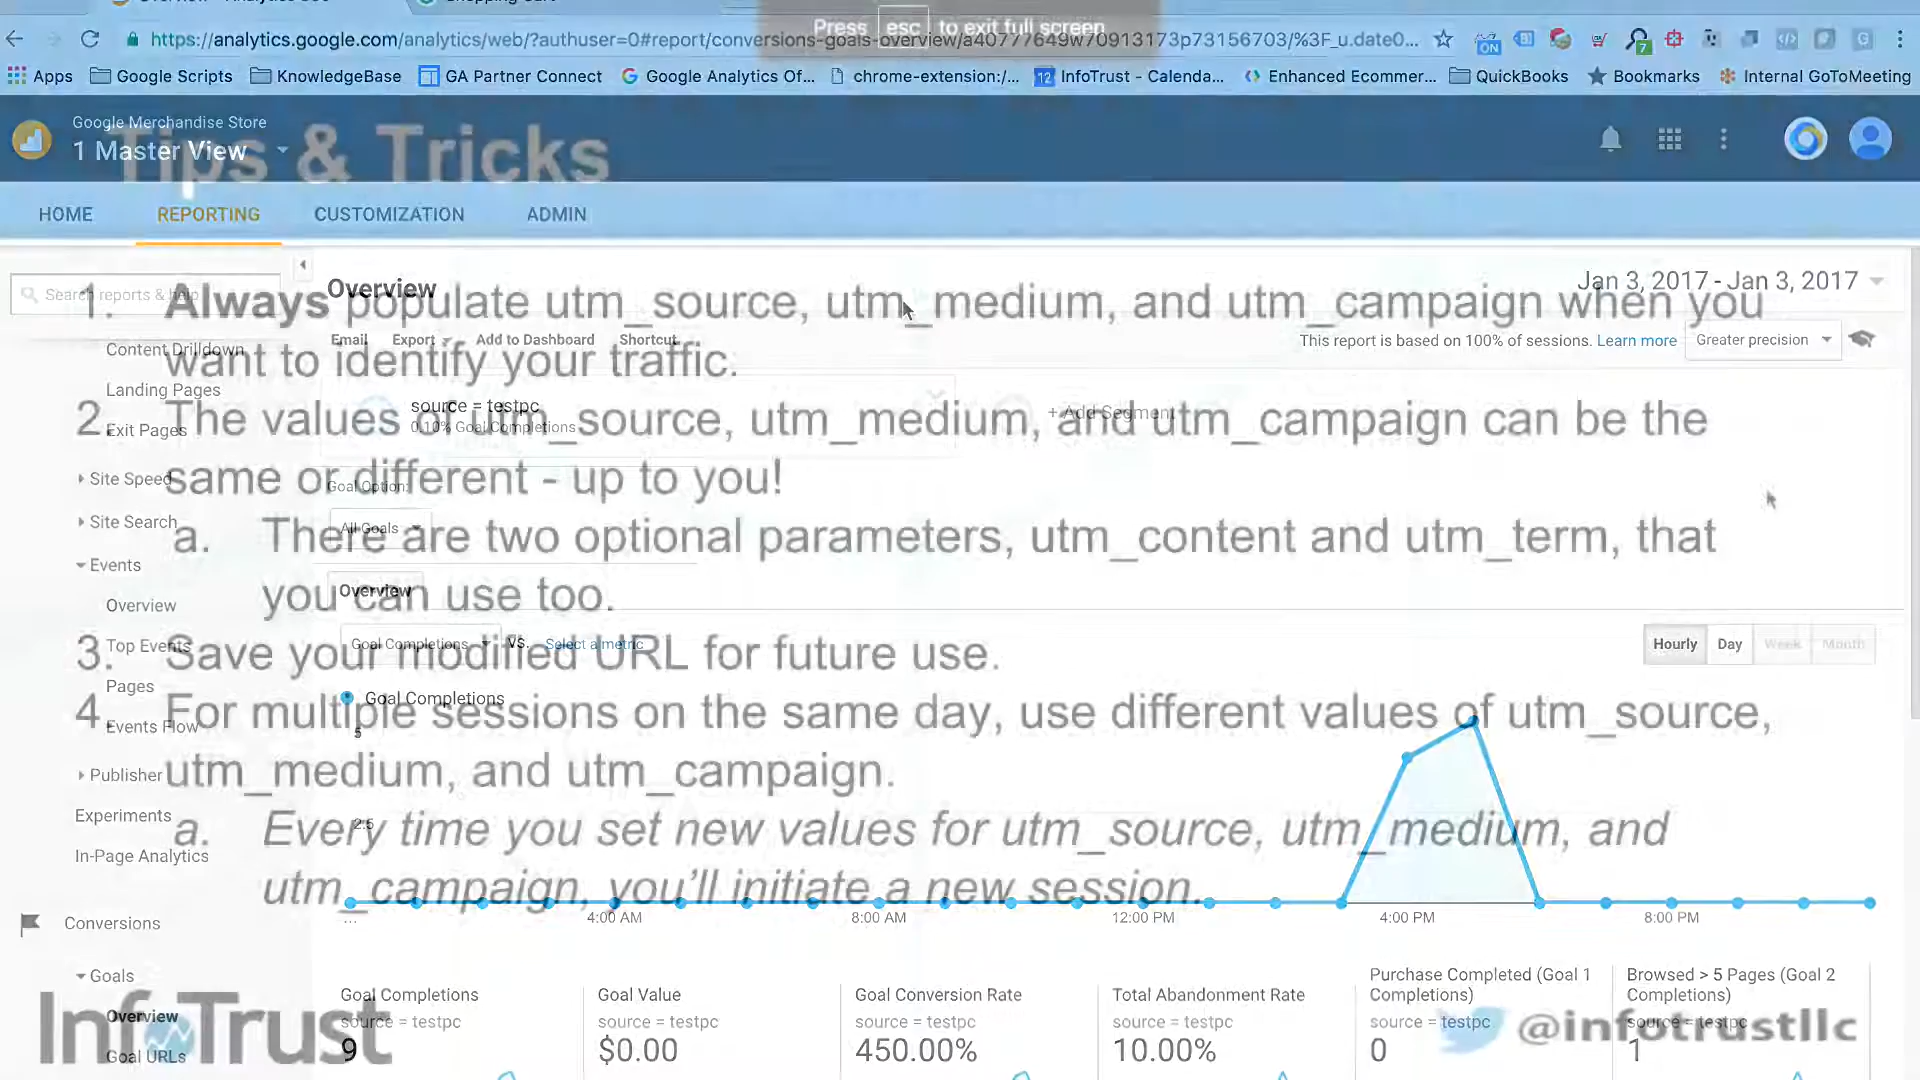 Press esc to exit full screen
https://analytics.google.com/analytics/web/?authuser=0#report/conversions-goals-overview/a40777649w70913173p73156703/%3F_u.date0...
ON
7
Apps
Google Scripts
KnowledgeBase
GA Partner Connect
Google Analytics Of...
chrome-extension:/...
12
InfoTrust - Calenda...
Enhanced Ecommer...
QuickBooks
Bookmarks
Internal GoToMeeting
Google Merchandise Store
1 Master View
Tips & Tricks
HOME
REPORTING
CUSTOMIZATION
ADMIN
Search reports & help
Overview
Jan 3, 2017 - Jan 3, 2017
1. Always populate utm_source, utm_medium, and utm_campaign when you
want to identify your traffic.
Email
Export
Add to Dashboard
Shortcut
This report is based on 100% of sessions. Learn more
Greater precision
Content Drilldown
Landing Pages
Exit Pages
source = testpc
0.10% Goal Completions
+ Add Segment
2. The values of utm_source, utm_medium, and utm_campaign can be the
same or different - up to you!
Site Speed
Goal Option:
Site Search
All Goals
a. There are two optional parameters, utm_content and utm_term, that
you can use too.
Events
Overview
Overview
Top Events
Goal Completions
VS.
Select a metric
Hourly
Day
Week
Month
3. Save your modified URL for future use.
Pages
Goal Completions
4. For multiple sessions on the same day, use different values of utm_source,
utm_medium, and utm_campaign.
Events Flow
5
Publisher
Experiments
2.5
a. Every time you set new values for utm_source, utm_medium, and
utm_campaign, you'll initiate a new session.
In-Page Analytics
...
4:00 AM
8:00 AM
12:00 PM
4:00 PM
8:00 PM
Conversions
Goals
Overview
Goal URLs
InfoTrust
Goal Completions
source = testpc
9
Goal Value
source = testpc
$0.00
Goal Conversion Rate
source = testpc
450.00%
Total Abandonment Rate
source = testpc
10.00%
Purchase Completed (Goal 1
Completions)
source = testpc
0
Browsed > 5 Pages (Goal 2
Completions)
source = testpc
1
@infotrustllc